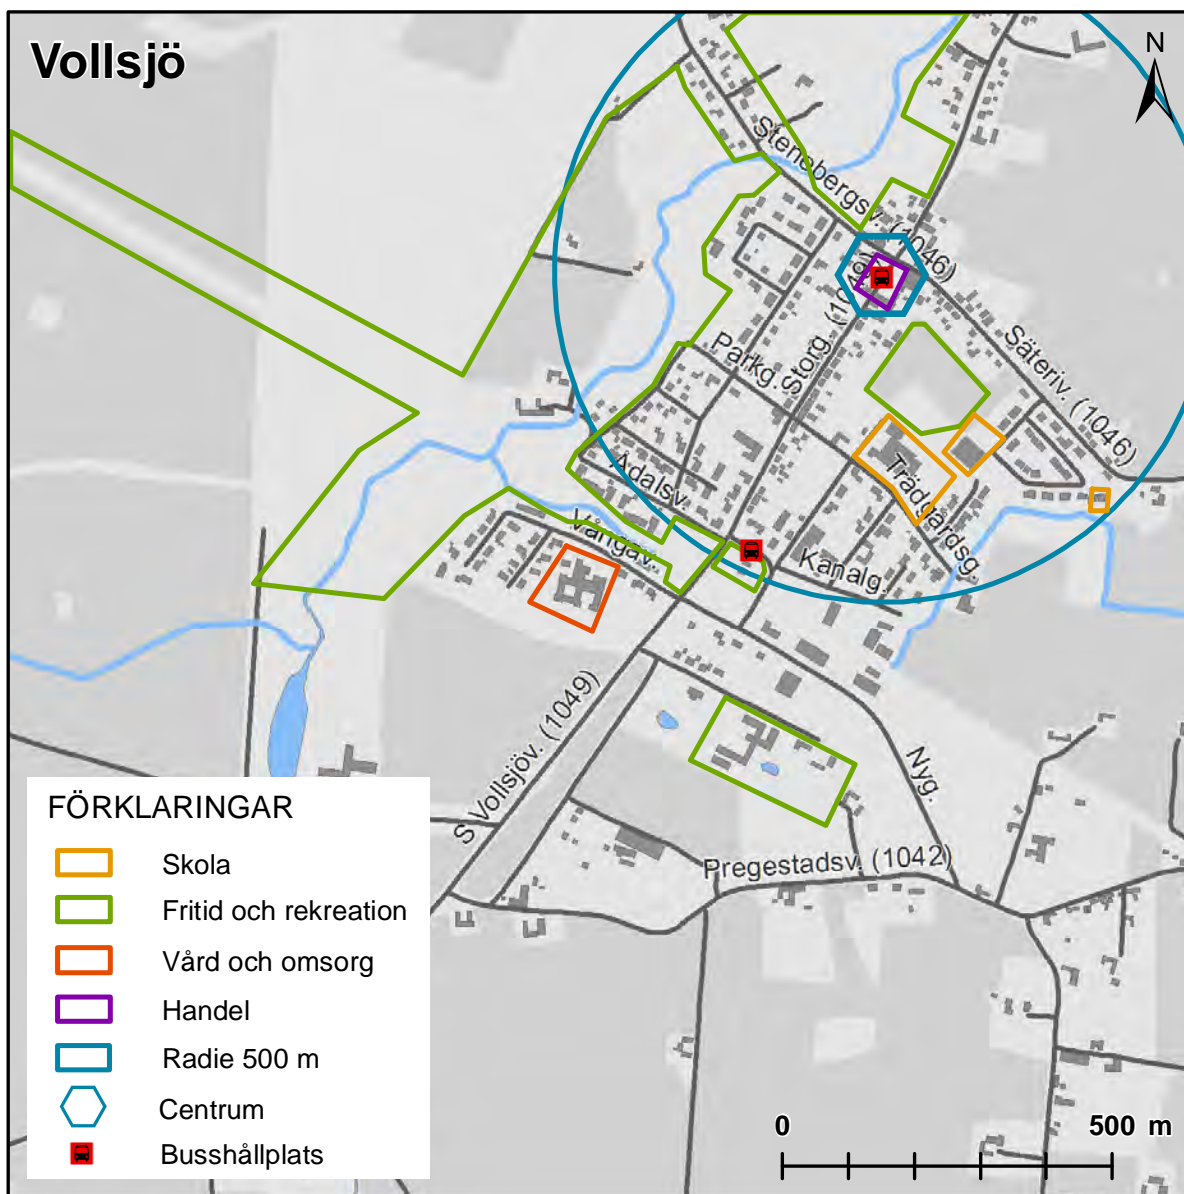 Vollsjö
N
Stenebergsv. (1046)
Säteriv. (1046)
Storg. (1049)
Parkg.
Trädgårdsg.
Ådalsv.
Vångav.
Kanalg.
S Vollsjöv. (1049)
Nyg.
Pregestadsv. (1042)
FÖRKLARINGAR
Skola
Fritid och rekreation
Vård och omsorg
Handel
Radie 500 m
Centrum
Busshållplats
0 500 m